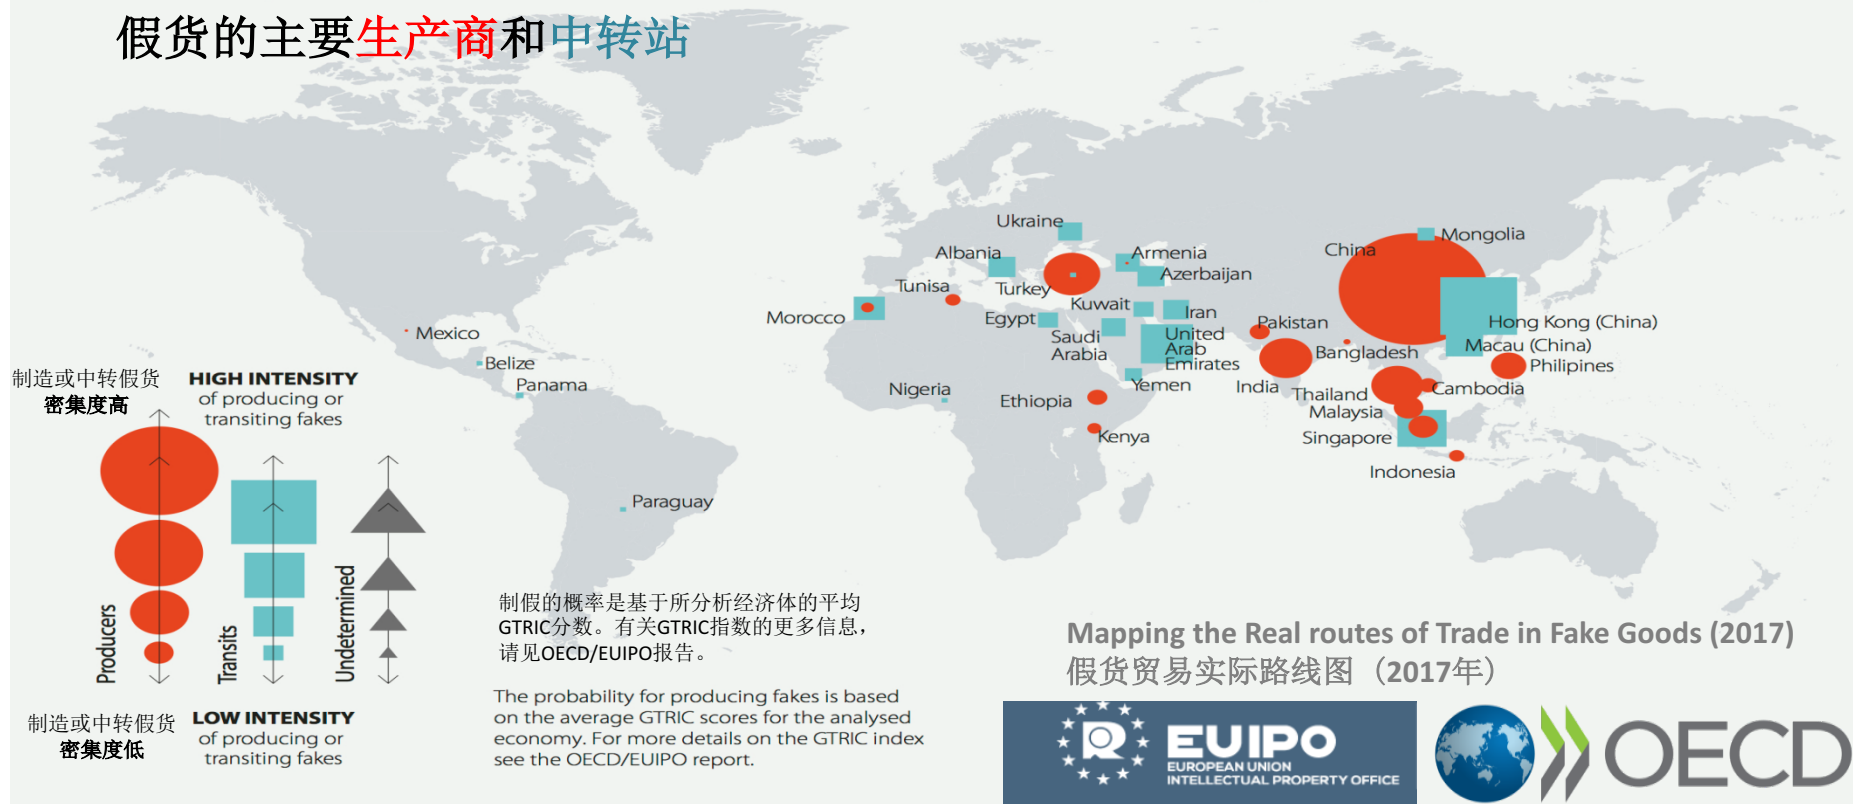 假货的主要生产商和中转站
Ukraine
Mongolia
China
Albania
Armenia
Azerbaijan
Tunisa
Turkey
Kuwait
Morocco
Egypt
Iran
Pakistan
Hong Kong (China)
Mexico
Saudi
Arabia
United
Arab
Emirates
Bangladesh
Macau (China)
Belize
Philipines
Panama
Nigeria
Yemen
India
Thailand
Cambodia
Ethiopia
Malaysia
Kenya
Singapore
Indonesia
Paraguay
制造或中转假货
密集度高
HIGH INTENSITY
of producing or
transiting fakes
Producers
Transits
Undetermined
制造或中转假货
密集度低
LOW INTENSITY
of producing or
transiting fakes
制假的概率是基于所分析经济体的平均
GTRIC分数。有关GTRIC指数的更多信息，
请见OECD/EUIPO报告。
The probability for producing fakes is based
on the average GTRIC scores for the analysed
economy. For more details on the GTRIC index
see the OECD/EUIPO report.
Mapping the Real routes of Trade in Fake Goods (2017)
假货贸易实际路线图（2017年）
R
EUIPO
EUROPEAN UNION
INTELLECTUAL PROPERTY OFFICE
OECD